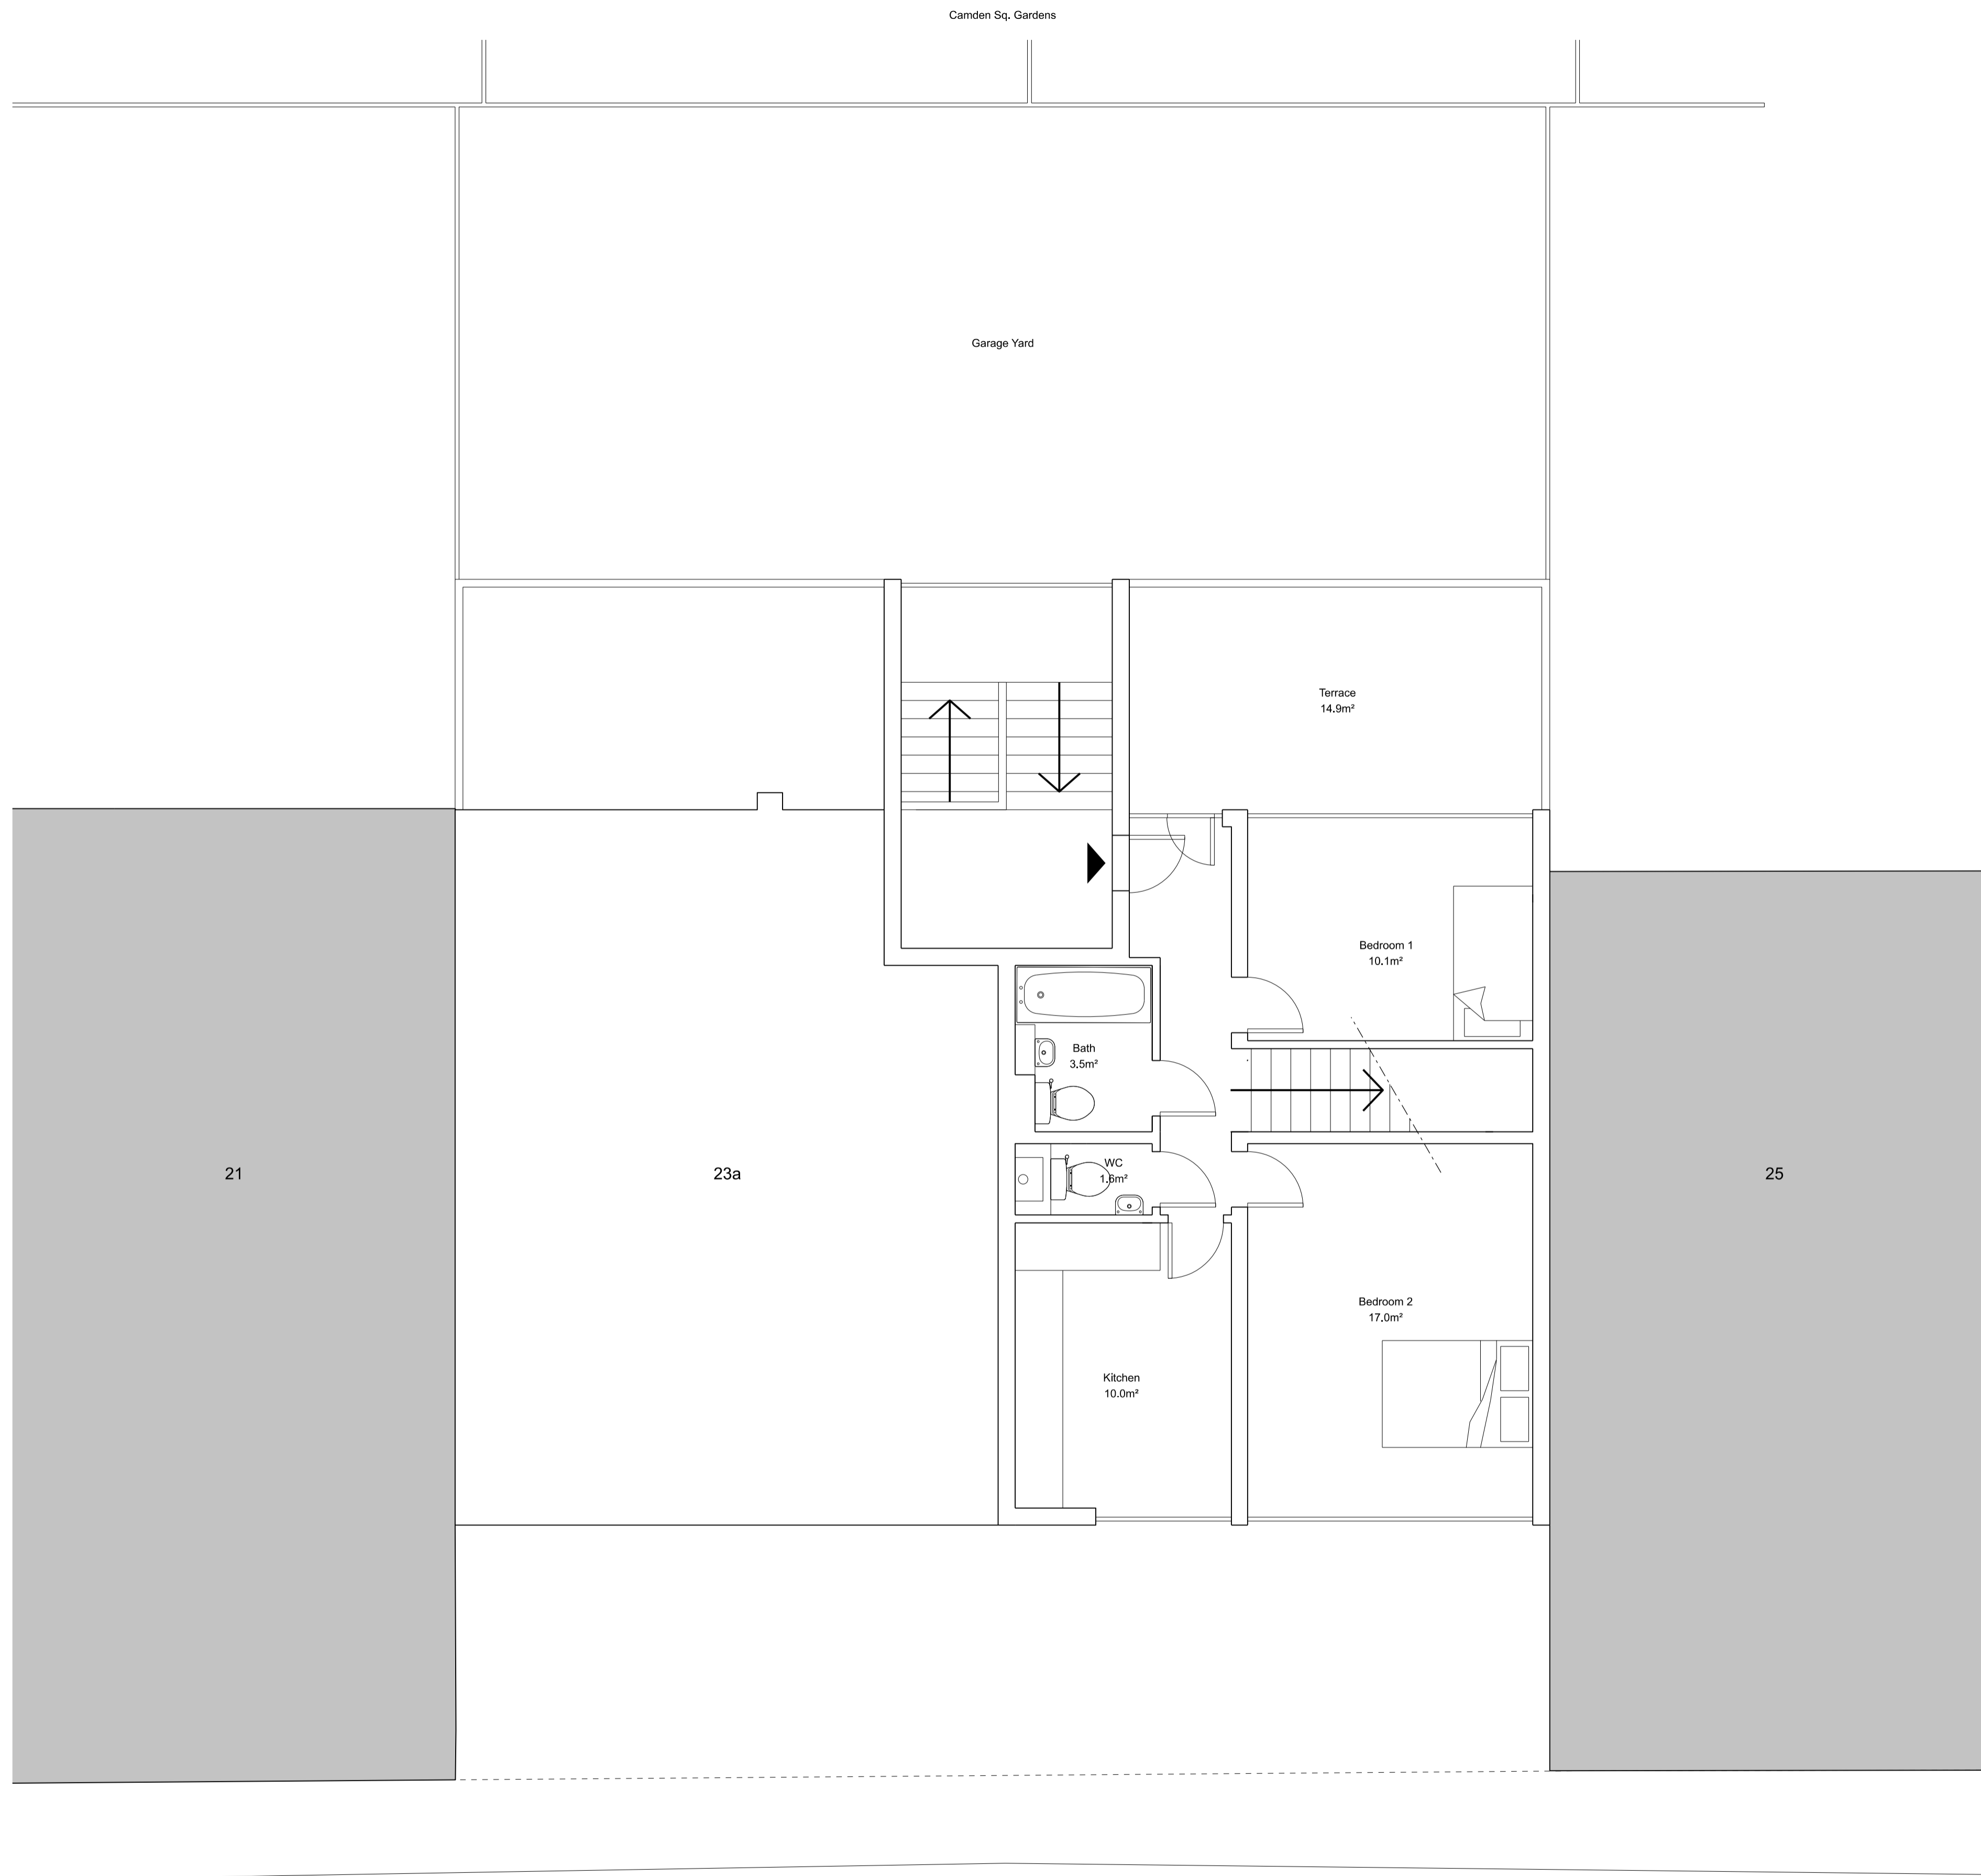 Camden Sq. Gardens
Garage Yard
Terrace
14.9m²
Bedroom 1
10.1m²
Bath
3.5m²
WC
1.6m²
21
23a
25
Bedroom 2
17.0m²
Kitchen
10.0m²